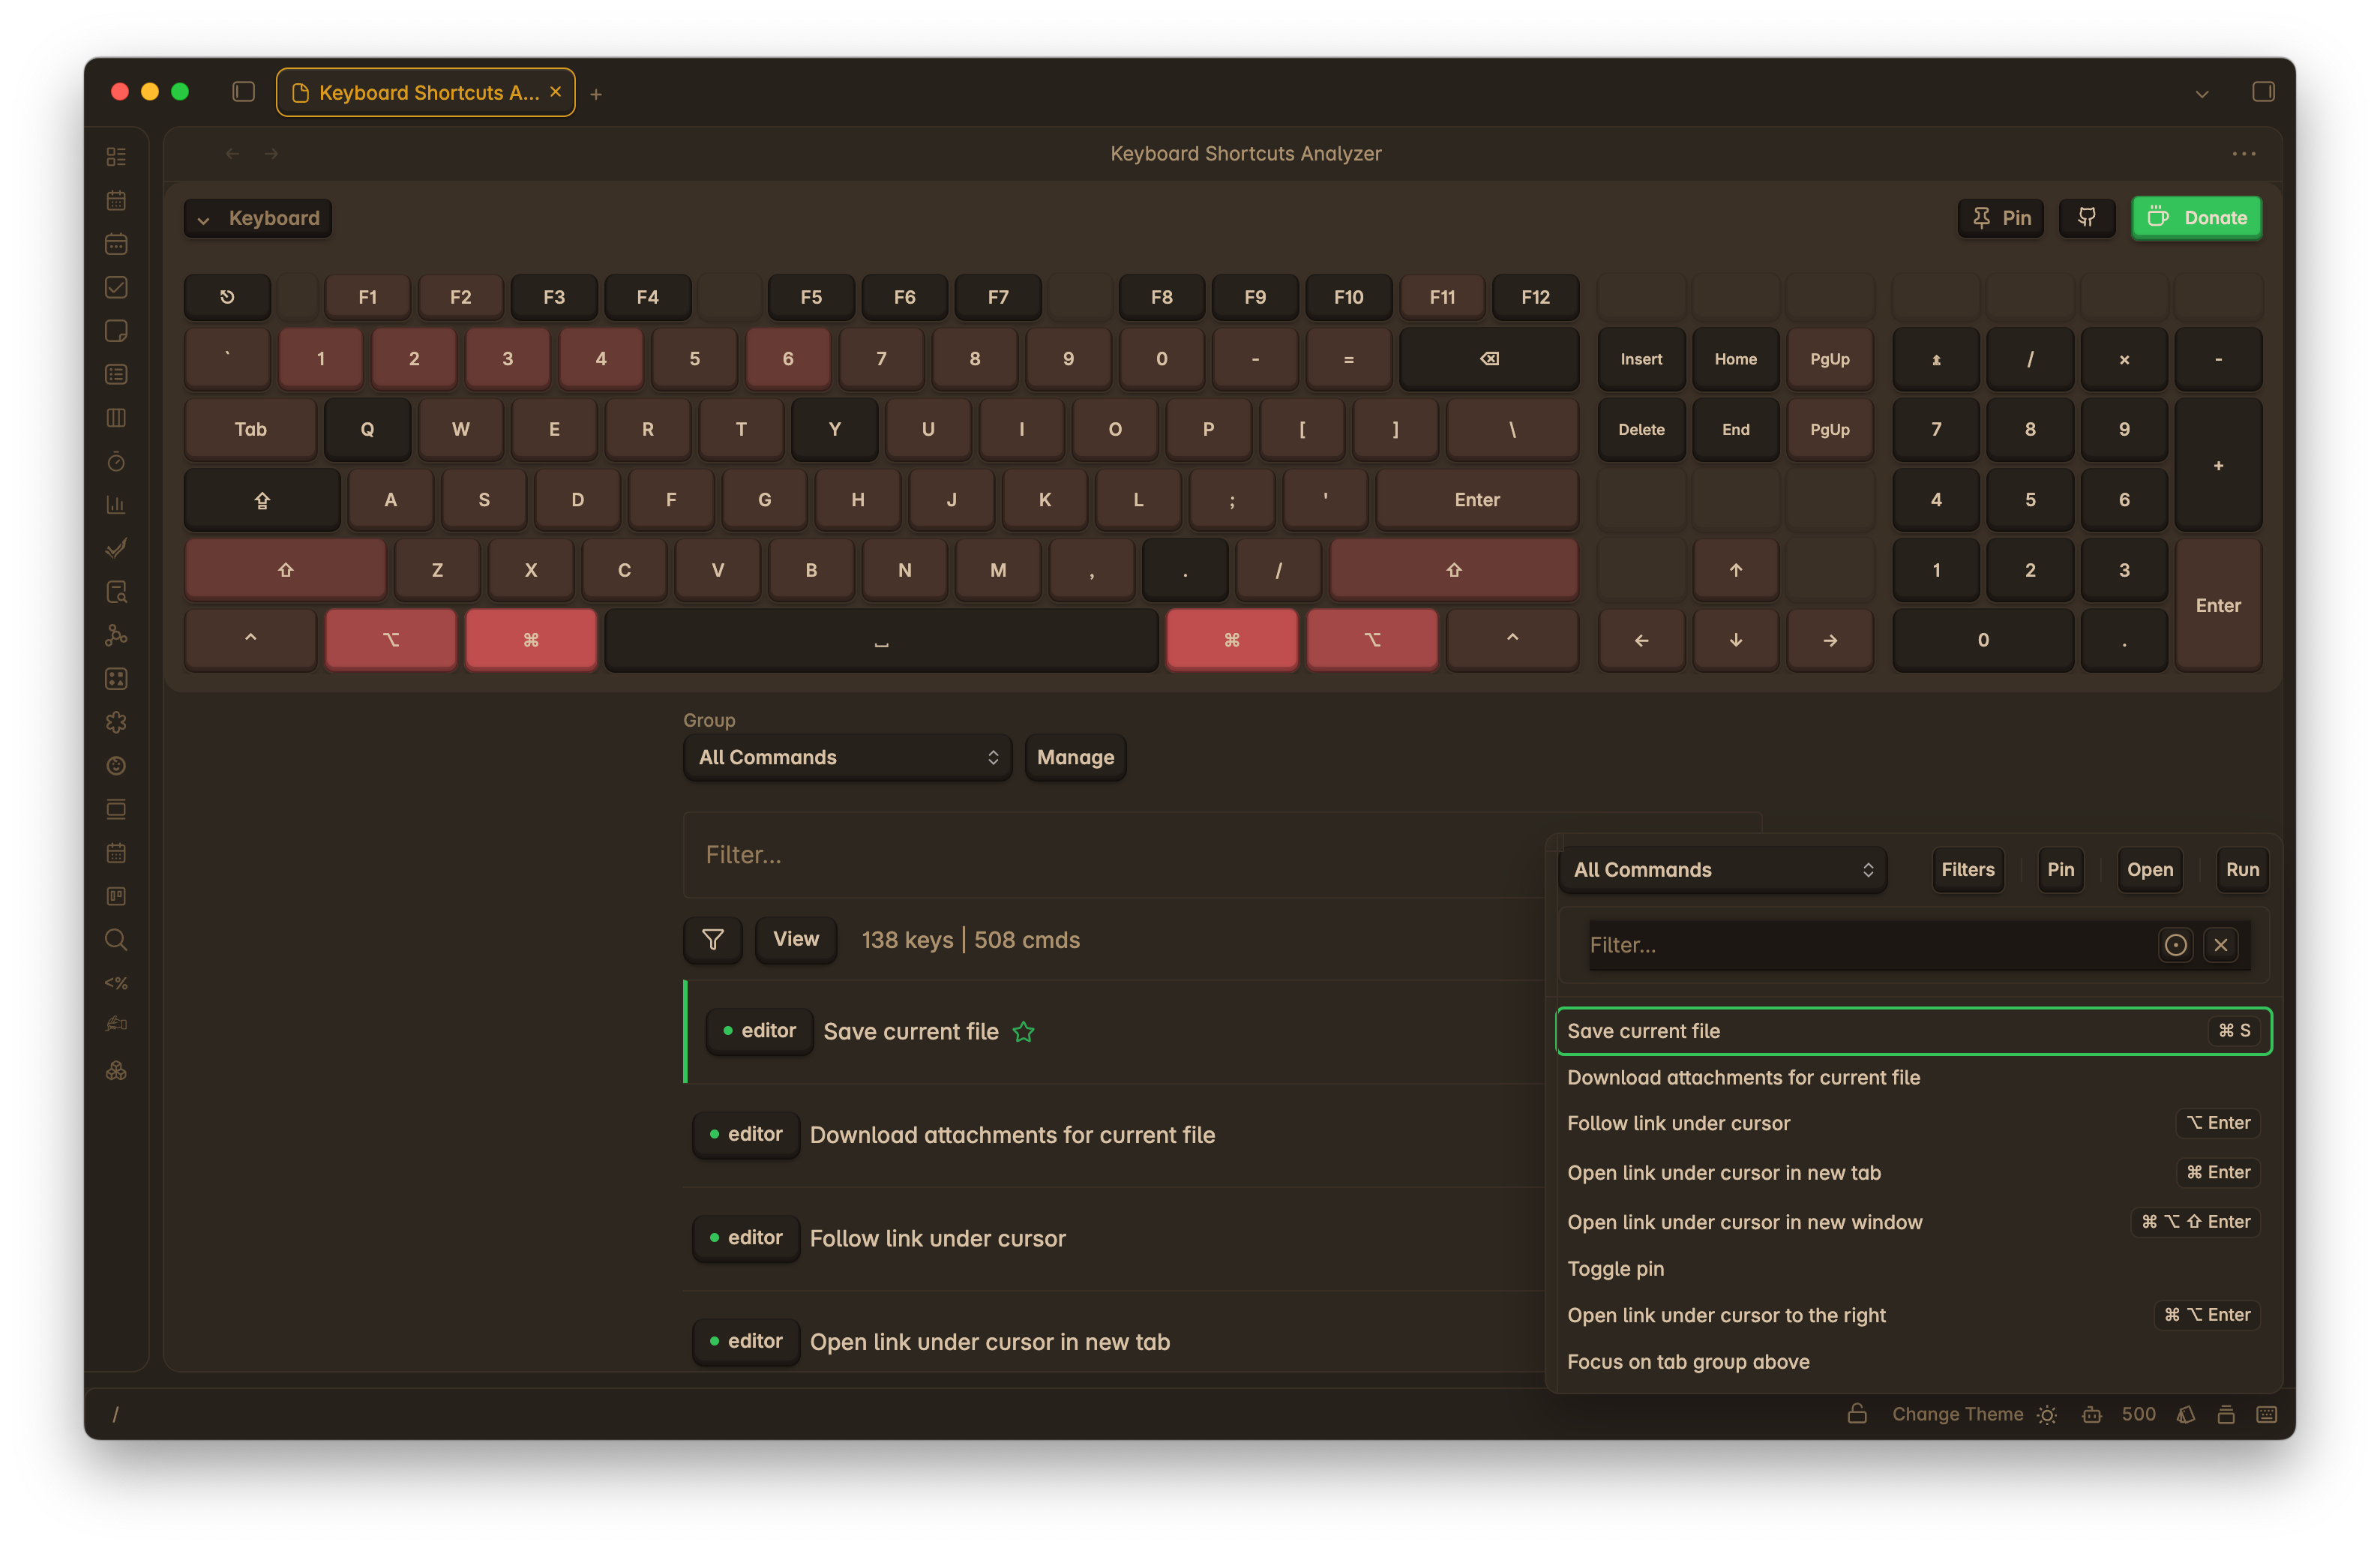 Keyboard Shortcuts A... × +
Keyboard Shortcuts Analyzer ...
Keyboard Pin Donate
F1 F2 F3 F4 F5 F6 F7 F8 F9 F10 F11 F12
` 1 2 3 4 5 6 7 8 9 0 - = ⌫ Insert Home PgUp ⇭ / × -
Tab Q W E R T Y U I O P [ ] \ Delete End PgUp 7 8 9 +
⇪ A S D F G H J K L ; ' Enter 4 5 6
⇧ Z X C V B N M , . / ⇧ ↑ 1 2 3 Enter
^ ⌥ ⌘ ⌴ ⌘ ⌥ ^ ← ↓ → 0 .
Group
All Commands Manage
Filter...
View 138 keys | 508 cmds
editor Save current file
editor Download attachments for current file
editor Follow link under cursor
editor Open link under cursor in new tab
All Commands Filters Pin Open Run
Filter...
Save current file ⌘ S
Download attachments for current file
Follow link under cursor ⌥ Enter
Open link under cursor in new tab ⌘ Enter
Open link under cursor in new window ⌘ ⌥ ⇧ Enter
Toggle pin
Open link under cursor to the right ⌘ ⌥ Enter
Focus on tab group above
<%
/ Change Theme 500